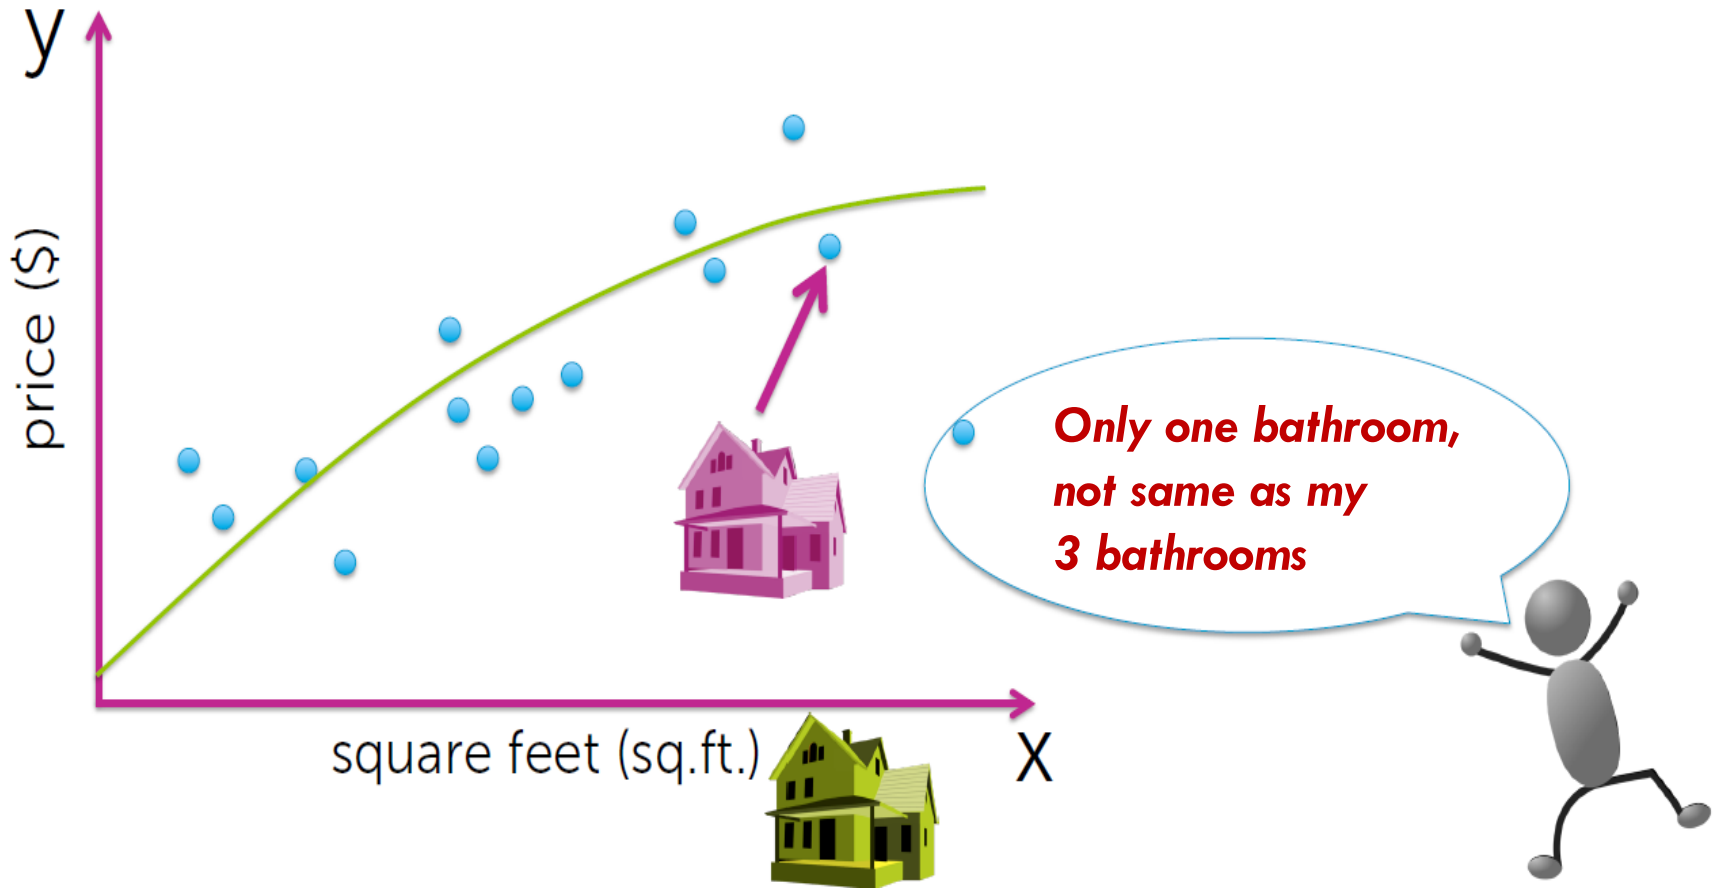 y
price ($)
Only one bathroom,
not same as my
3 bathrooms
square feet (sq.ft.)
x